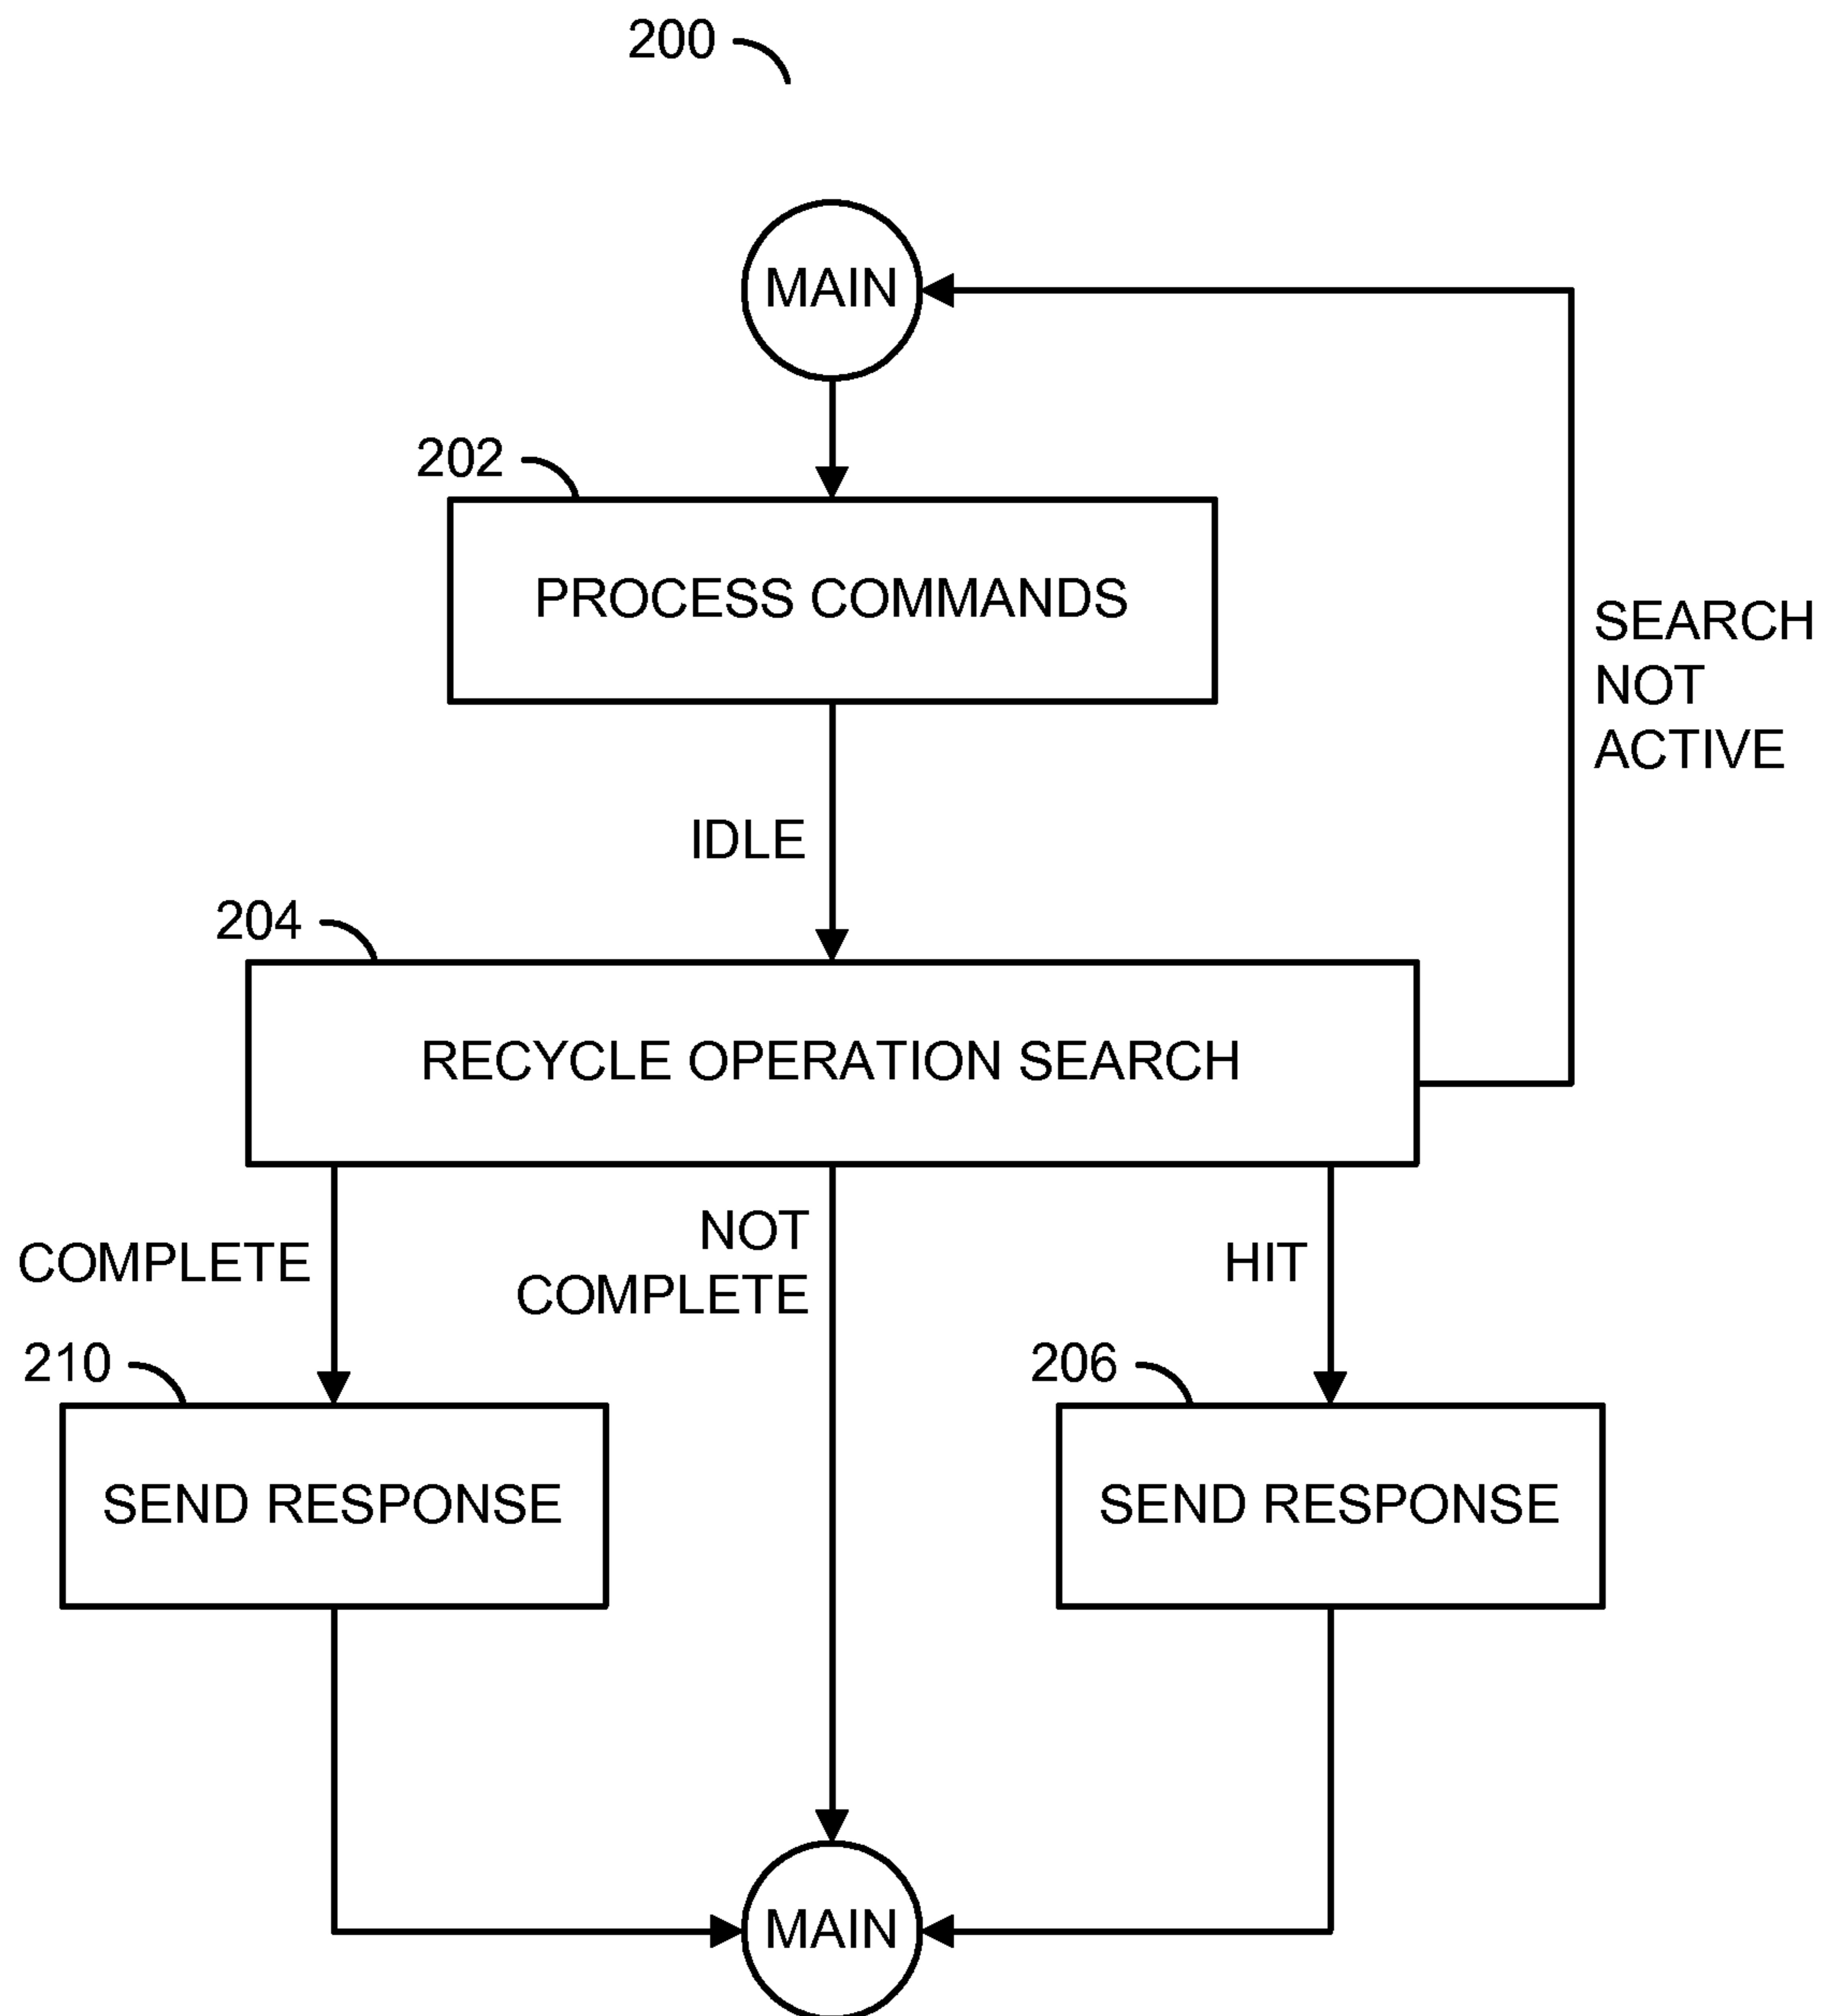 200
MAIN
202
PROCESS COMMANDS
SEARCH
NOT
ACTIVE
IDLE
204
RECYCLE OPERATION SEARCH
COMPLETE
NOT
COMPLETE
HIT
210
206
SEND RESPONSE
SEND RESPONSE
MAIN